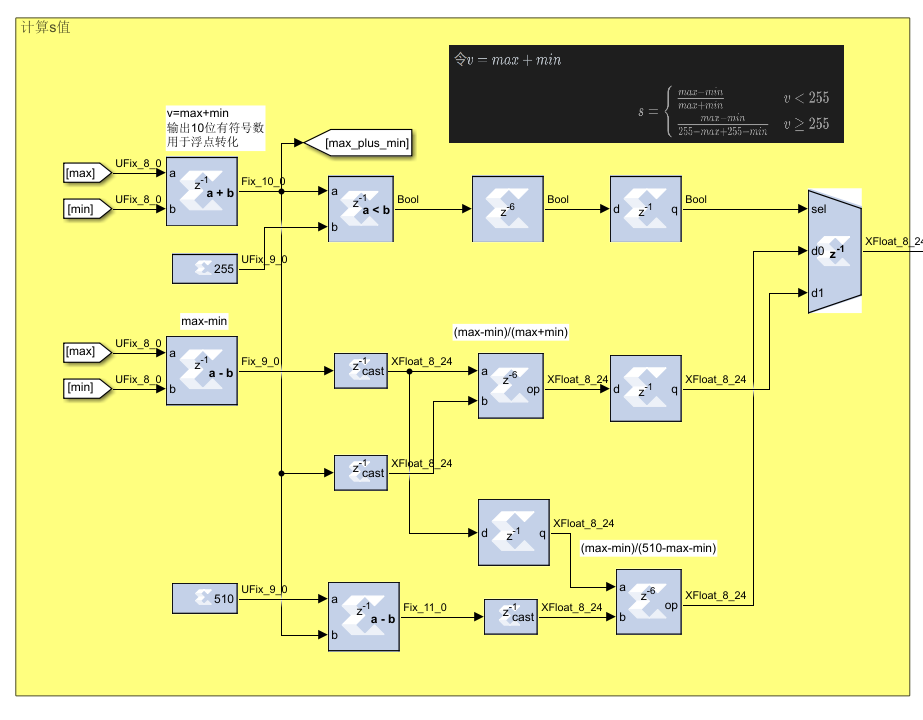 计算s值
令v = max + min
s = { \frac{max-min}{max+min} v < 255
\frac{max-min}{255-max+255-min} v ≥ 255
v=max+min
输出10位有符号数
用于浮点转化
[max_plus_min]
[max]
UFix_8_0
a
z^-1
a + b
Fix_10_0
[min]
UFix_8_0
b
a
z^-1
a < b
b
Bool
z^-6
Bool
d
z^-1
q
Bool
sel
d0
z^-1
d1
XFloat_8_24
255
UFix_9_0
max-min
[max]
UFix_8_0
a
z^-1
a - b
Fix_9_0
[min]
UFix_8_0
b
z^-1
cast
XFloat_8_24
(max-min)/(max+min)
a
z^-6
op
b
XFloat_8_24
d
z^-1
q
XFloat_8_24
z^-1
cast
XFloat_8_24
d
z^-1
q
XFloat_8_24
(max-min)/(510-max-min)
510
UFix_9_0
a
z^-1
a - b
b
Fix_11_0
z^-1
cast
XFloat_8_24
a
z^-6
op
b
XFloat_8_24